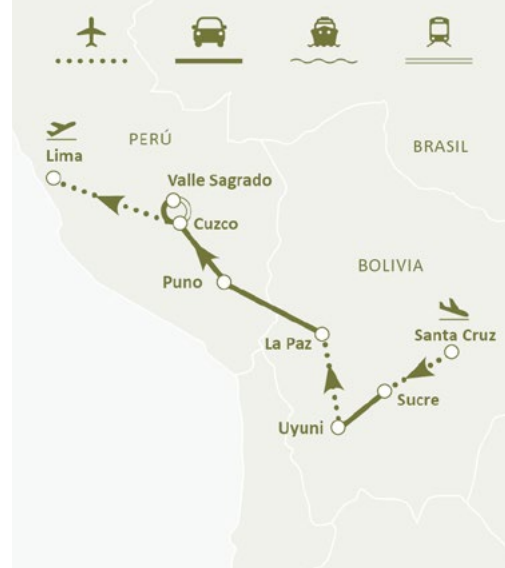 PERÚ
BRASIL
Lima
Valle Sagrado
Cuzco
BOLIVIA
Puno
Santa Cruz
La Paz
Sucre
Uyuni